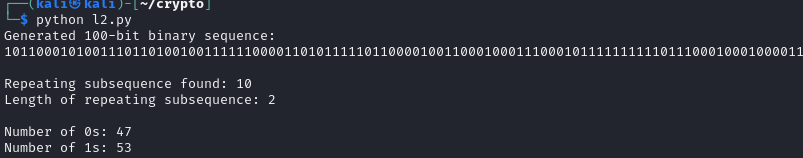 ┌──(kali㉿kali)-[~/crypto]
└─$ python l2.py
Generated 100-bit binary sequence:
1011000101001110110100100111111000011010111110110000100110001000111000101111111111011100010001000011
Repeating subsequence found: 10
Length of repeating subsequence: 2
Number of 0s: 47
Number of 1s: 53